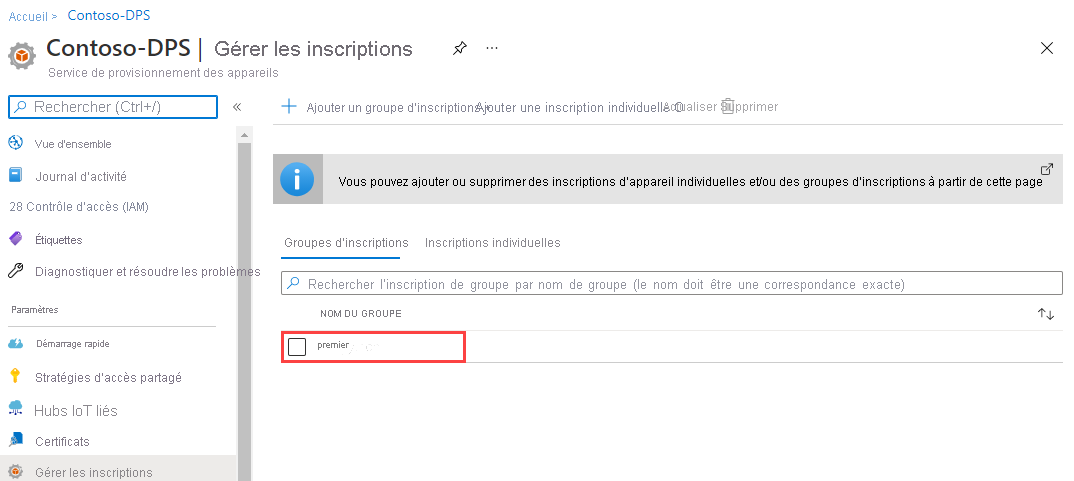 Accueil > Contoso-DPS
Contoso-DPS | Gérer les inscriptions ...
Service de provisionnement des appareils
Rechercher (Ctrl+/)
«
Vue d'ensemble
Journal d'activité
28 Contrôle d'accès (IAM)
Étiquettes
Diagnostiquer et résoudre les problèmes
Paramètres
Démarrage rapide
Stratégies d'accès partagé
Hubs IoT liés
Certificats
Gérer les inscriptions
Ajouter un groupe d'inscriptions Ajouter une inscription individuelle Actualiser Supprimer
Vous pouvez ajouter ou supprimer des inscriptions d'appareil individuelles et/ou des groupes d'inscriptions à partir de cette page
Groupes d'inscriptions Inscriptions individuelles
Rechercher l'inscription de groupe par nom de groupe (le nom doit être une correspondance exacte)
NOM DU GROUPE
premier